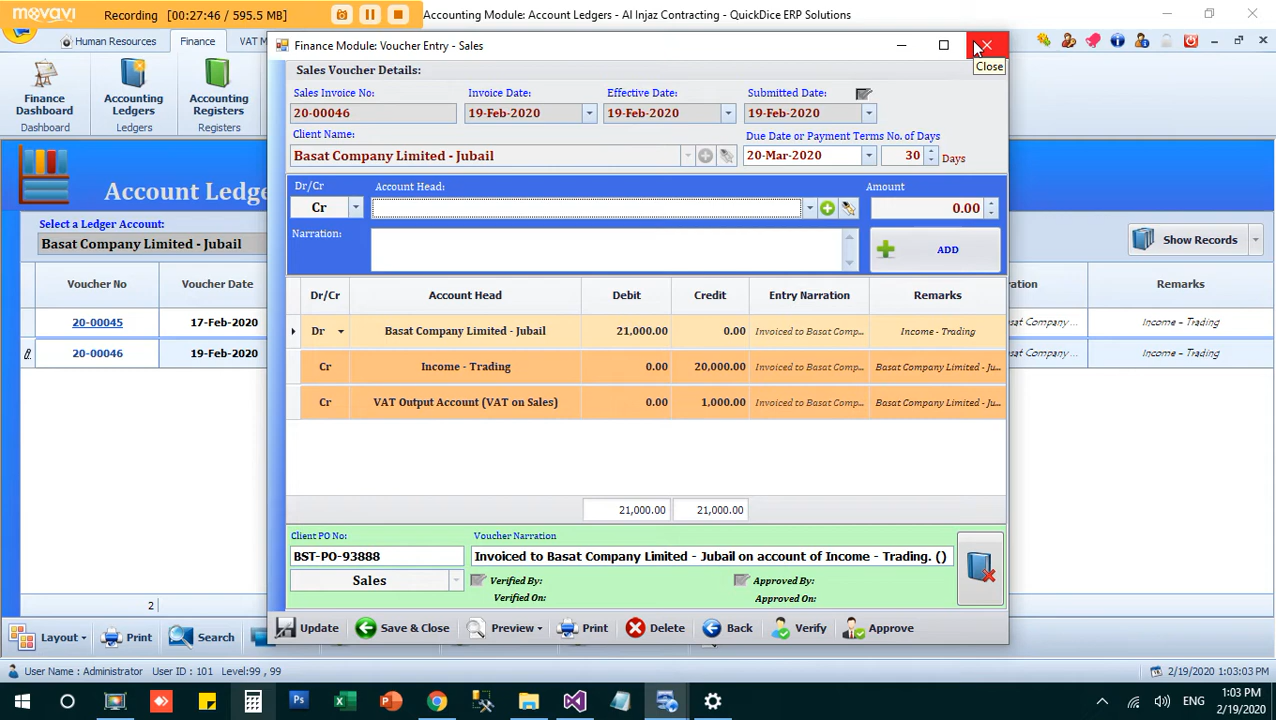 movavi
Recording (00:27:46 / 595.5 MB)
Accounting Module: Account Ledgers - Al Injaz Contracting - QuickDice ERP Solutions
Human Resources
Finance
VAT M
Finance Dashboard
Accounting Ledgers
Accounting Registers
Dashboard
Ledgers
Registers
Finance Module: Voucher Entry - Sales
Close
Sales Voucher Details:
Sales Invoice No:
Invoice Date:
Effective Date:
Submitted Date:
20-00046
19-Feb-2020
19-Feb-2020
19-Feb-2020
Client Name:
Due Date or Payment Terms No. of Days
Basat Company Limited - Jubail
20-Mar-2020
30
Days
Dr/Cr
Account Head:
Amount
Cr
0.00
Narration:
ADD
Account Ledge
Select a Ledger Account:
Basat Company Limited - Jubail
Show Records
Voucher No
Voucher Date
ration
Remarks
20-00045
17-Feb-2020
sat Company ...
Income - Trading
20-00046
19-Feb-2020
sat Company ...
Income - Trading
Dr/Cr
Account Head
Debit
Credit
Entry Narration
Remarks
Dr
Basat Company Limited - Jubail
21,000.00
0.00
Invoiced to Basat Comp...
Income - Trading
Cr
Income - Trading
0.00
20,000.00
Invoiced to Basat Comp...
Basat Company Limited - Ju...
Cr
VAT Output Account (VAT on Sales)
0.00
1,000.00
Invoiced to Basat Comp...
Basat Company Limited - Ju...
21,000.00
21,000.00
Client PO No:
Voucher Narration
BST-PO-93888
Invoiced to Basat Company Limited - Jubail on account of Income - Trading. ()
Sales
Verified By:
Approved By:
Verified On:
Approved On:
2
Update
Save & Close
Preview
Print
Delete
Back
Verify
Approve
Layout
Print
Search
User Name : Administrator
User ID : 101
Level:99 , 99
2/19/2020 1:03:03 PM
Ps
ENG
1:03 PM
2/19/2020